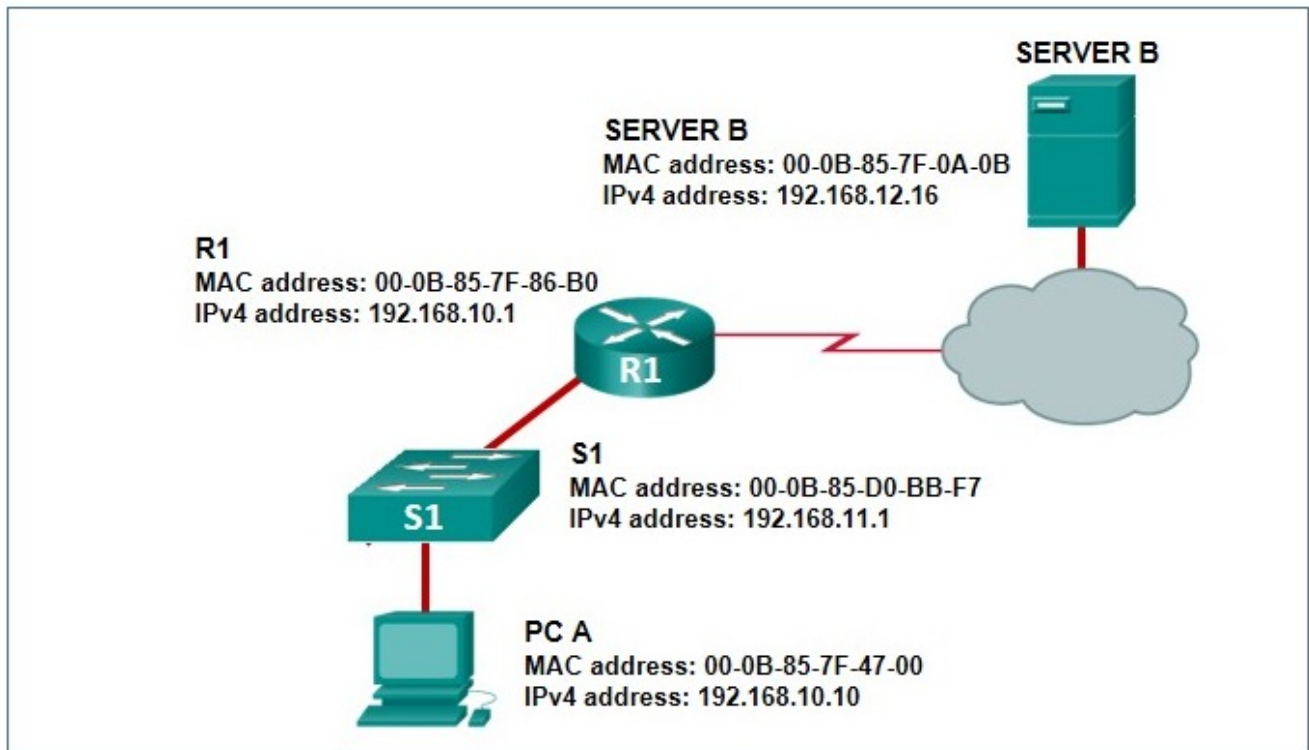 SERVER B
SERVER B
MAC address: 00-0B-85-7F-0A-0B
IPv4 address: 192.168.12.16
R1
MAC address: 00-0B-85-7F-86-B0
IPv4 address: 192.168.10.1
R1
S1
MAC address: 00-0B-85-D0-BB-F7
IPv4 address: 192.168.11.1
S1
PC A
MAC address: 00-0B-85-7F-47-00
IPv4 address: 192.168.10.10